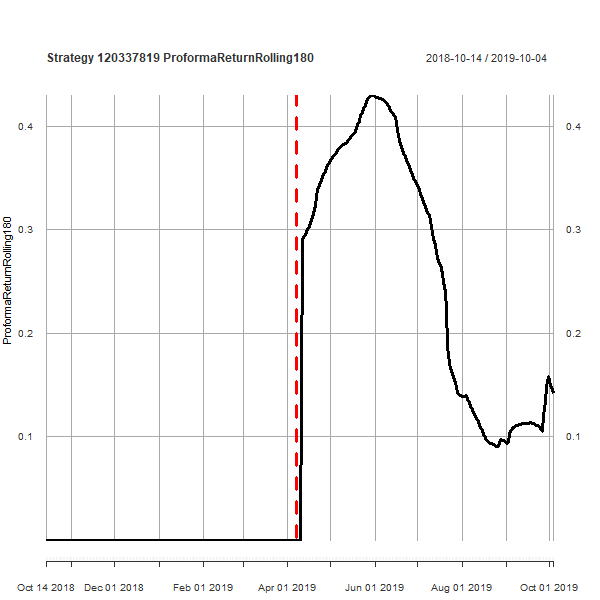 Strategy 120337819 ProformaReturnRolling180
2018-10-14 / 2019-10-04
ProformaReturnRolling180
0.4
0.4
0.3
0.3
0.2
0.2
0.1
0.1
Oct 14 2018
Dec 01 2018
Feb 01 2019
Apr 01 2019
Jun 01 2019
Aug 01 2019
Oct 01 2019